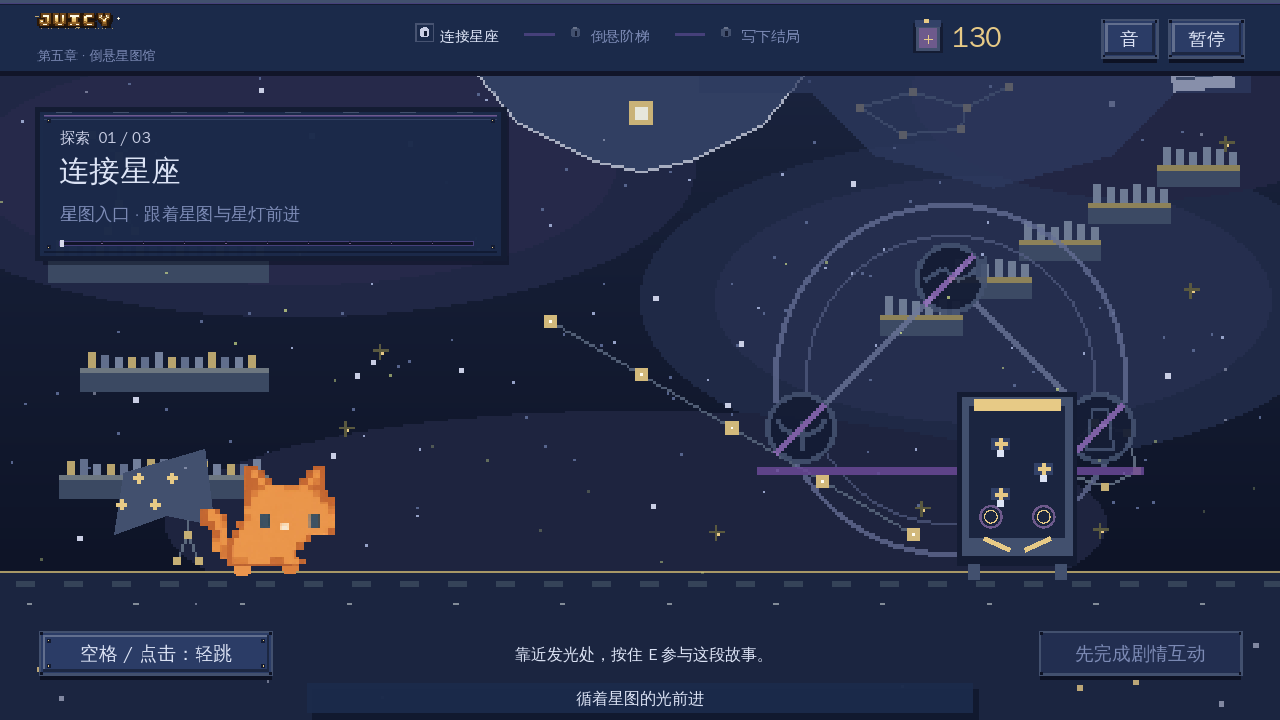 JUICY
第五章 · 倒悬星图馆
连接星座
倒悬阶梯
写下结局
130
音
暂停
探索 01 / 03
连接星座
星图入口 · 跟着星图与星灯前进
空格 / 点击：轻跳
靠近发光处，按住 E 参与这段故事。
先完成剧情互动
循着星图的光前进